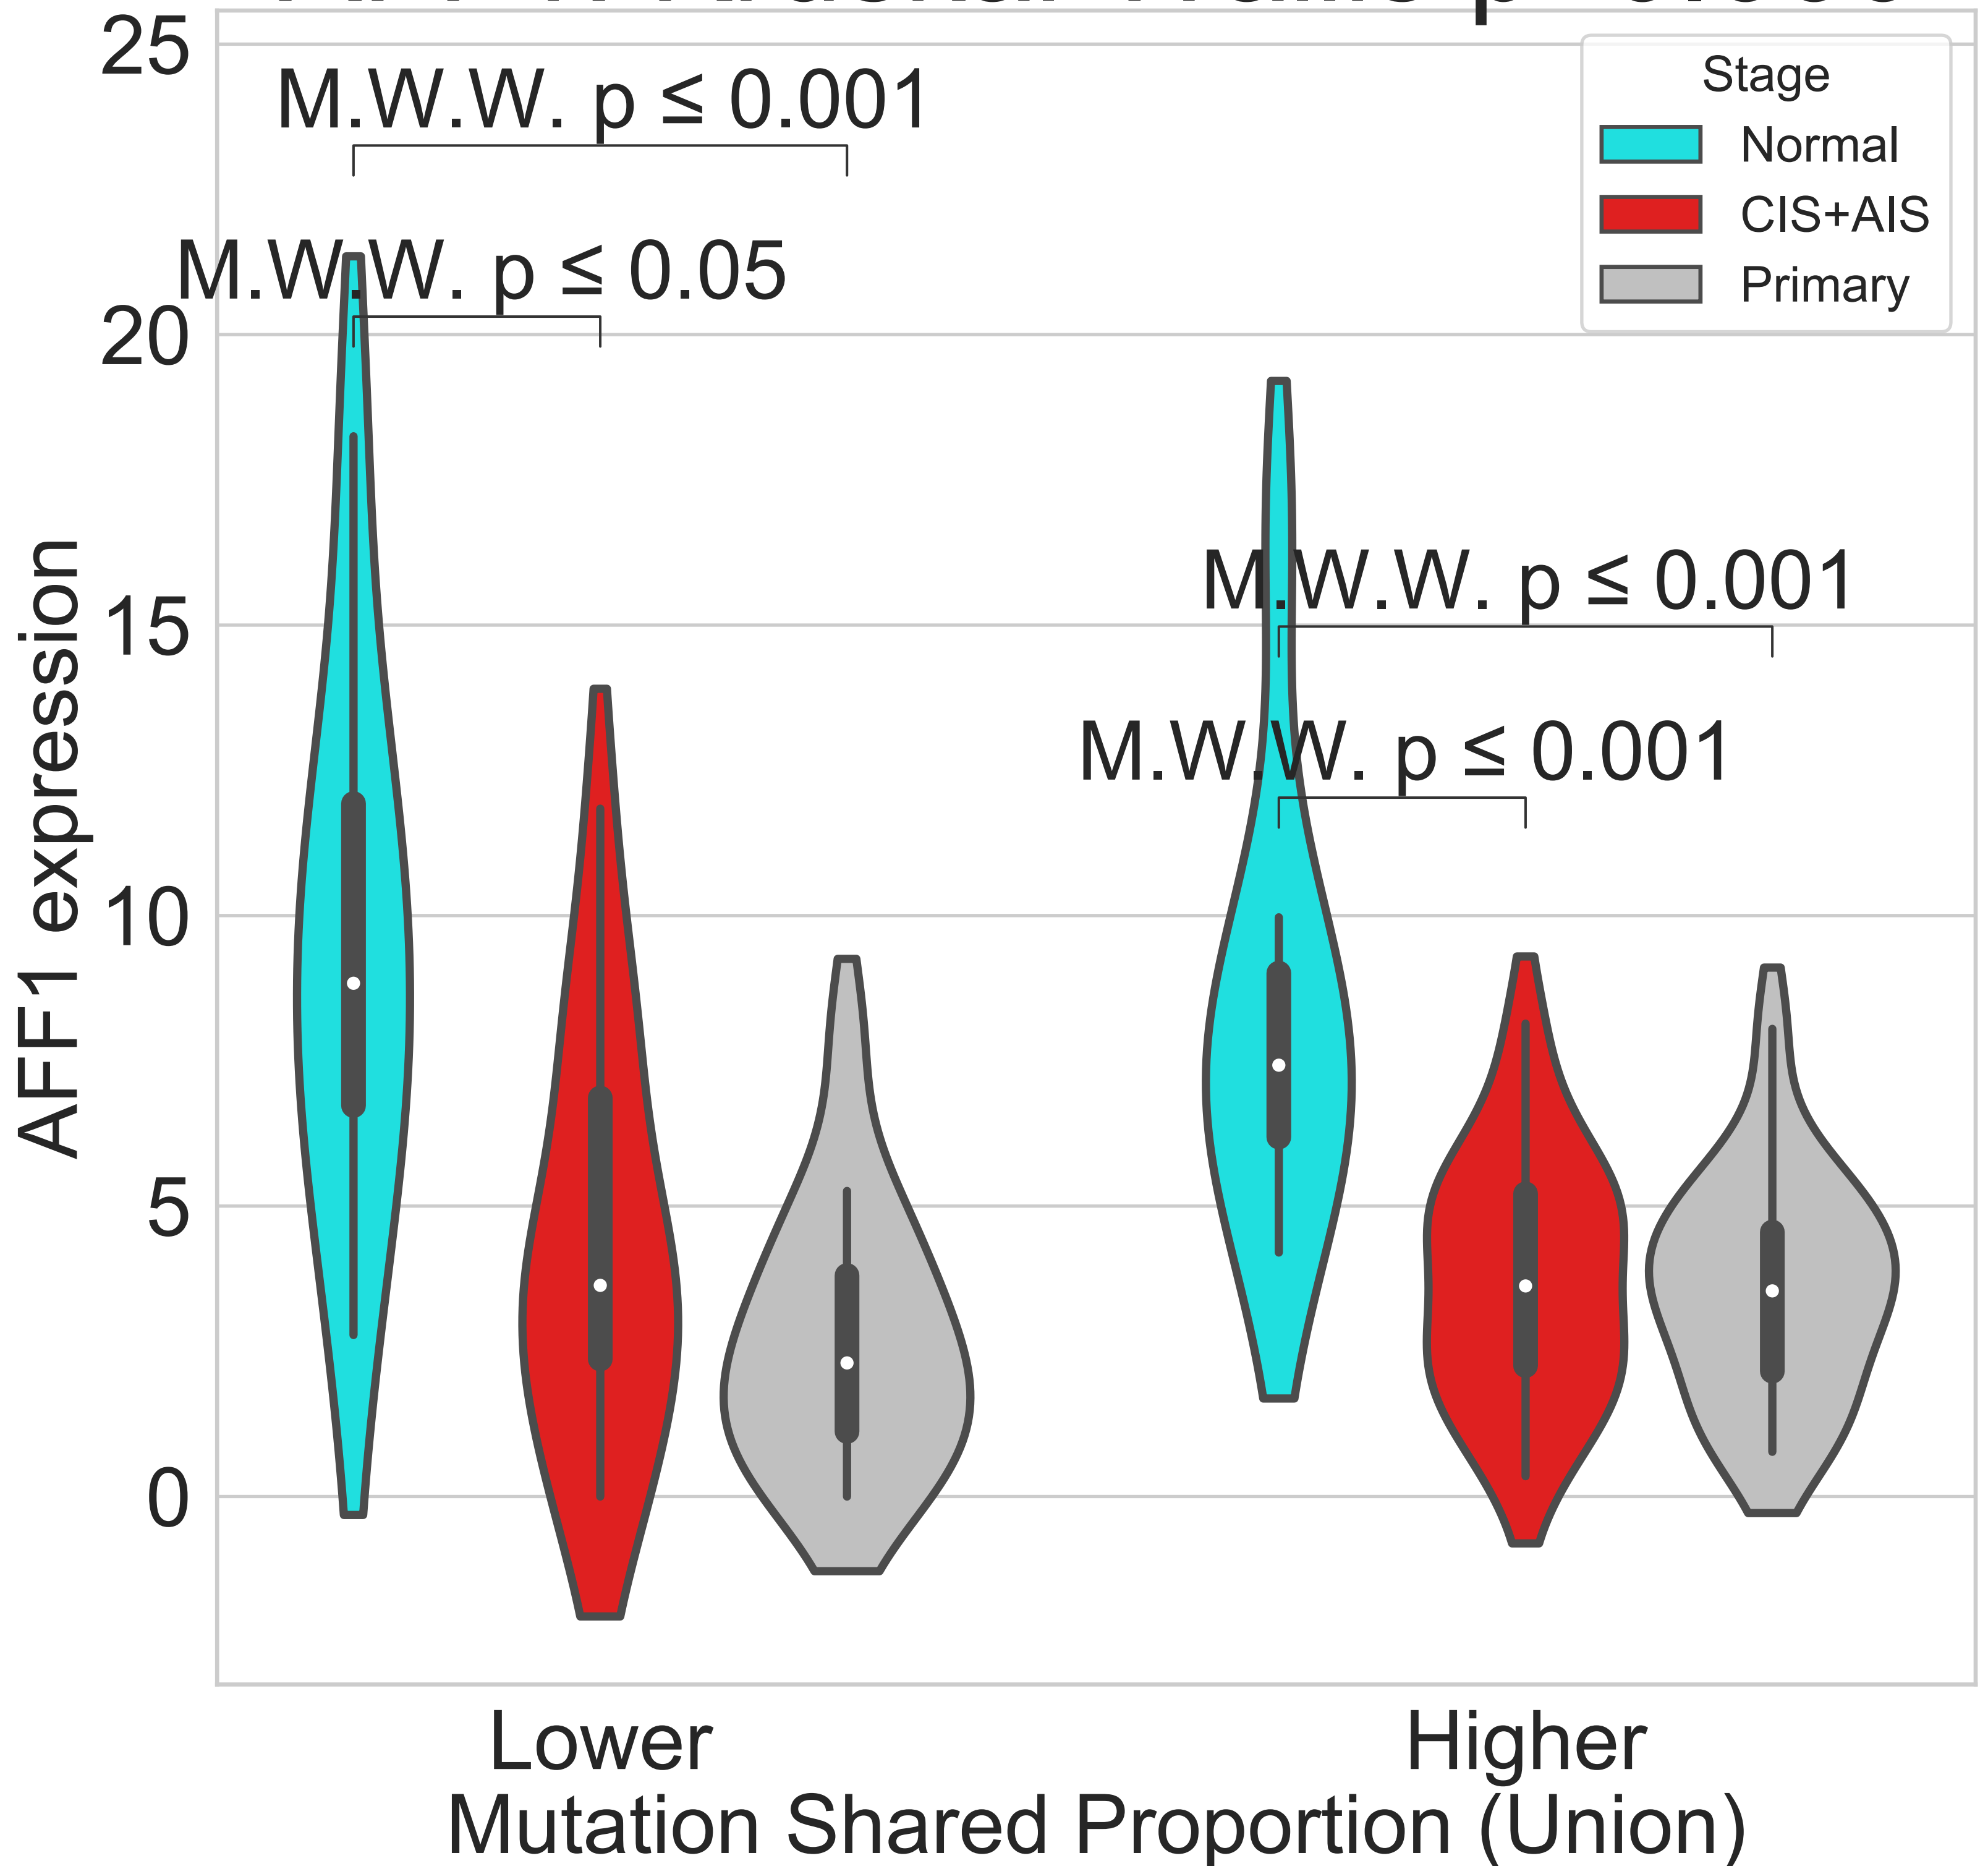 25
20
15
10
5
0
AFF1 expression
M.W.W. p ≤ 0.001
M.W.W. p ≤ 0.05
M.W.W. p ≤ 0.001
M.W.W. p ≤ 0.001
Stage
Normal
CIS+AIS
Primary
Lower
Higher
Mutation Shared Proportion (Union)